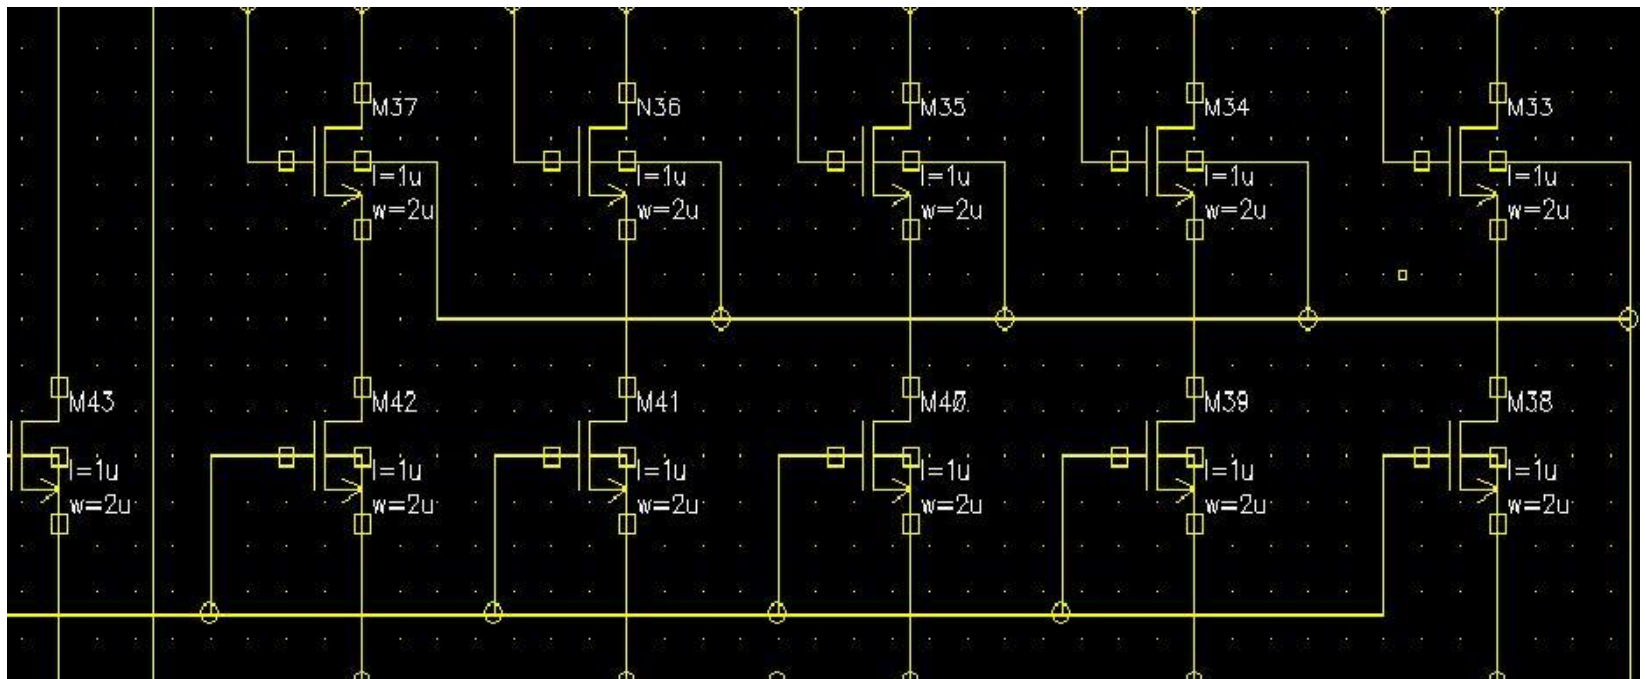 M37 N36 M35 M34 M33
l=1u l=1u l=1u l=1u l=1u
w=2u w=2u w=2u w=2u w=2u
M43 M42 M41 M40 M39 M38
l=1u l=1u l=1u l=1u l=1u l=1u
w=2u w=2u w=2u w=2u w=2u w=2u